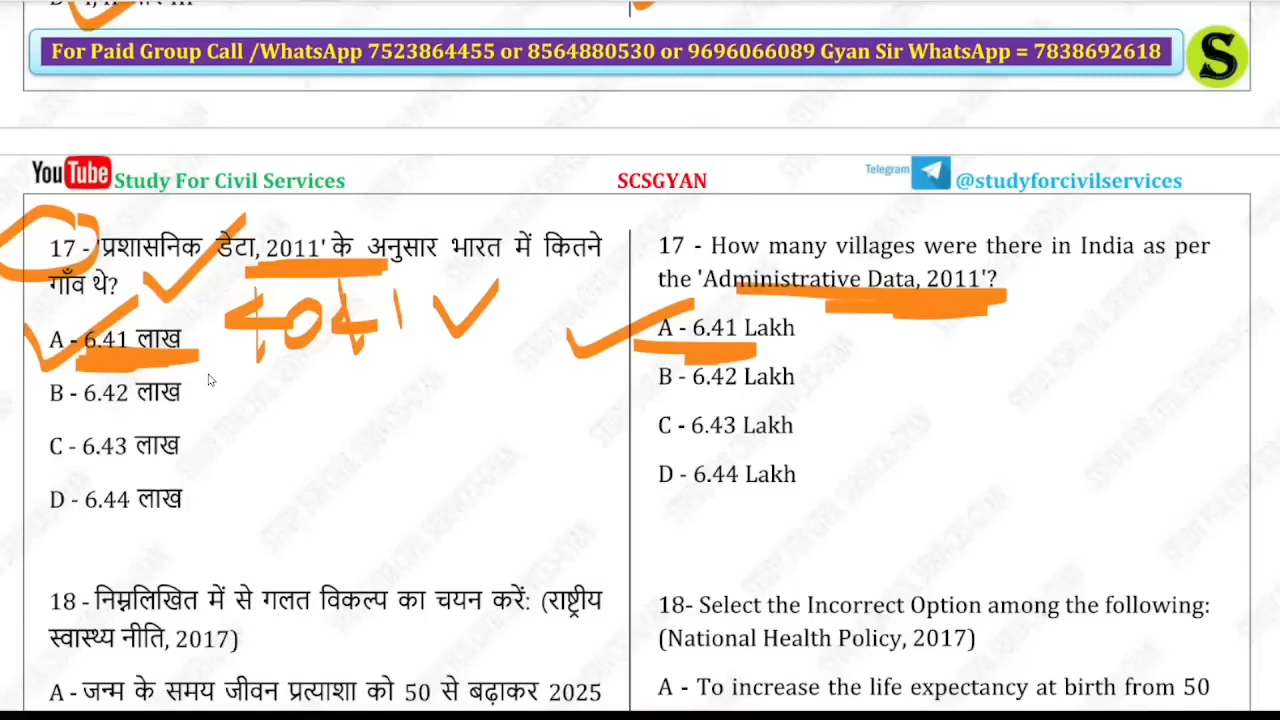 For Paid Group Call /WhatsApp 7523864455 or 8564880530 or 9696066089 Gyan Sir WhatsApp = 7838692618
S
YouTube Study For Civil Services
SCSGYAN
Telegram @studyforcivilservices
17 - 'प्रशासनिक डेटा, 2011' के अनुसार भारत में कितने
गाँव थे?
A - 6.41 लाख
B - 6.42 लाख
C - 6.43 लाख
D - 6.44 लाख
18 - निम्नलिखित में से गलत विकल्प का चयन करें: (राष्ट्रीय
स्वास्थ्य नीति, 2017)
A - जन्म के समय जीवन प्रत्याशा को 50 से बढ़ाकर 2025
17 - How many villages were there in India as per
the 'Administrative Data, 2011'?
A - 6.41 Lakh
B - 6.42 Lakh
C - 6.43 Lakh
D - 6.44 Lakh
18- Select the Incorrect Option among the following:
(National Health Policy, 2017)
A - To increase the life expectancy at birth from 50